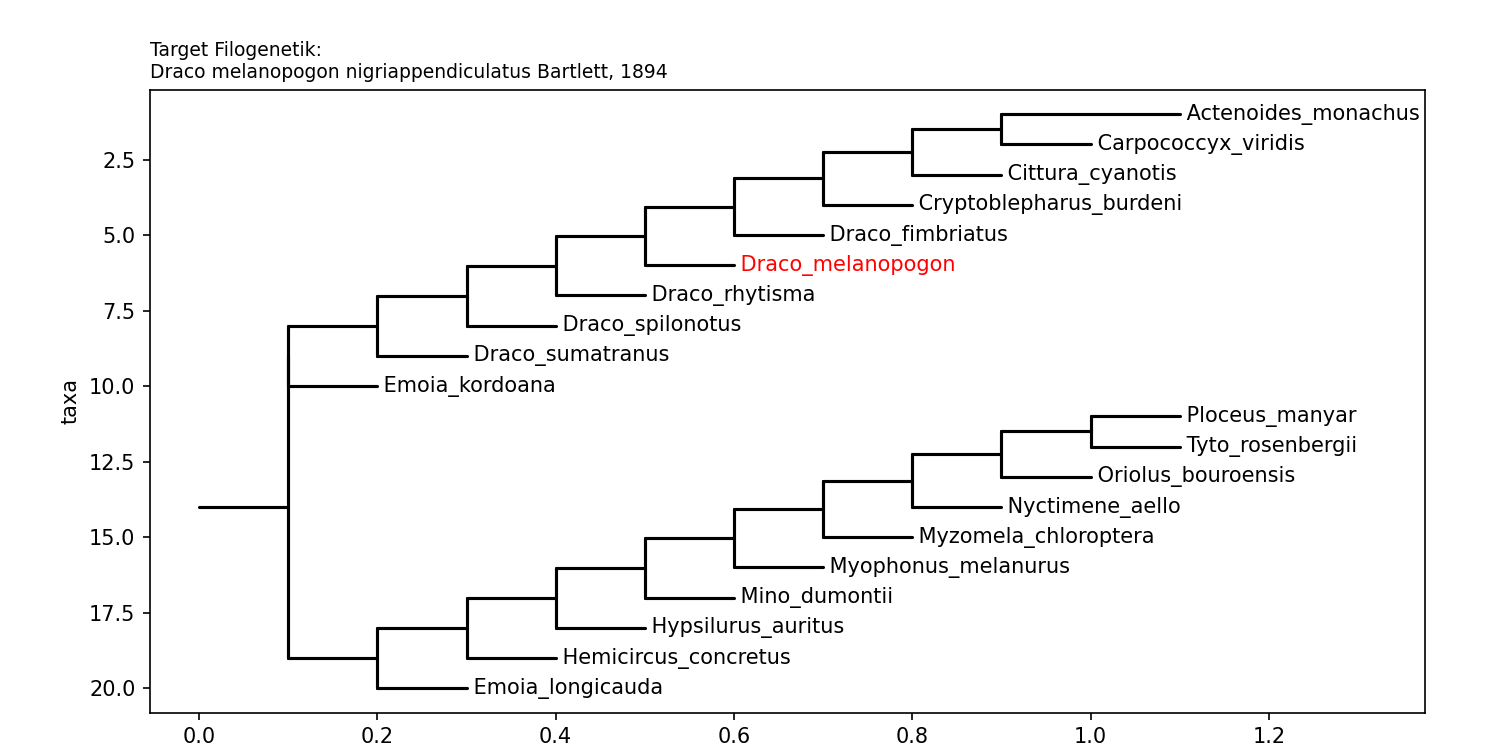 Target Filogenetik:
Draco melanopogon nigriappendiculatus Bartlett, 1894
Actenoides_monachus
Carpococcyx_viridis
2.5
Cittura_cyanotis
Cryptoblepharus_burdeni
5.0
Draco_fimbriatus
Draco_melanopogon
Draco_rhytisma
7.5
Draco_spilonotus
Draco_sumatranus
10.0
Emoia_kordoana
taxa
Ploceus_manyar
Tyto_rosenbergii
12.5
Oriolus_bouroensis
Nyctimene_aello
15.0
Myzomela_chloroptera
Myophonus_melanurus
Mino_dumontii
17.5
Hypsilurus_auritus
Hemicircus_concretus
20.0
Emoia_longicauda
0.0 0.2 0.4 0.6 0.8 1.0 1.2